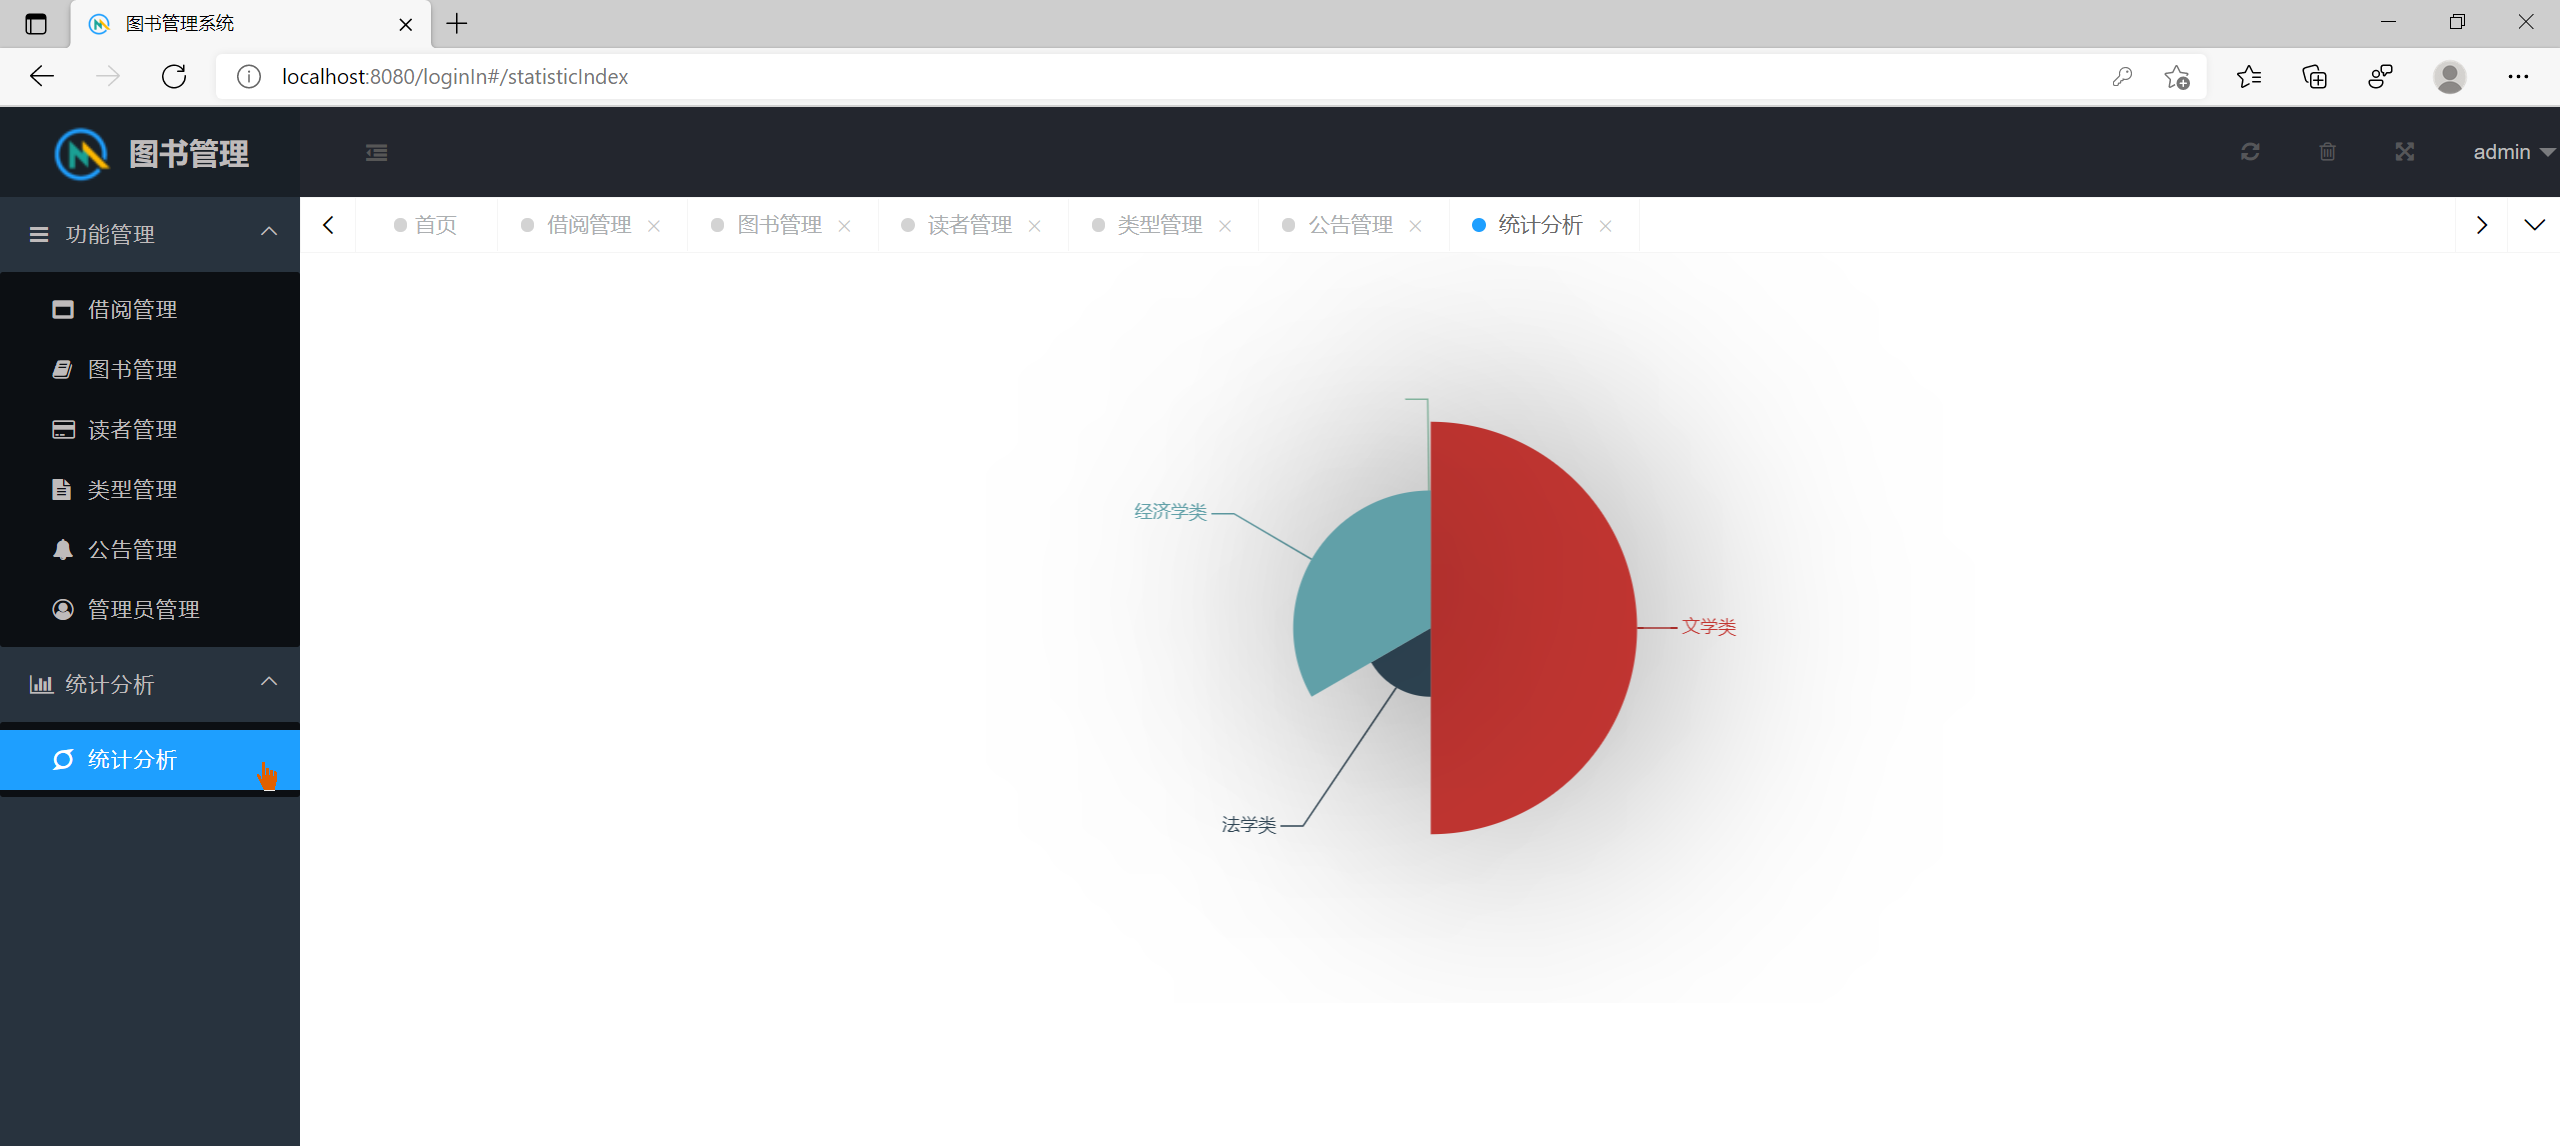 图书管理系统
localhost:8080/loginIn#/statisticIndex
图书管理
admin
首页
借阅管理
图书管理
读者管理
类型管理
公告管理
统计分析
功能管理
借阅管理
图书管理
读者管理
类型管理
公告管理
管理员管理
统计分析
统计分析
经济学类
文学类
法学类